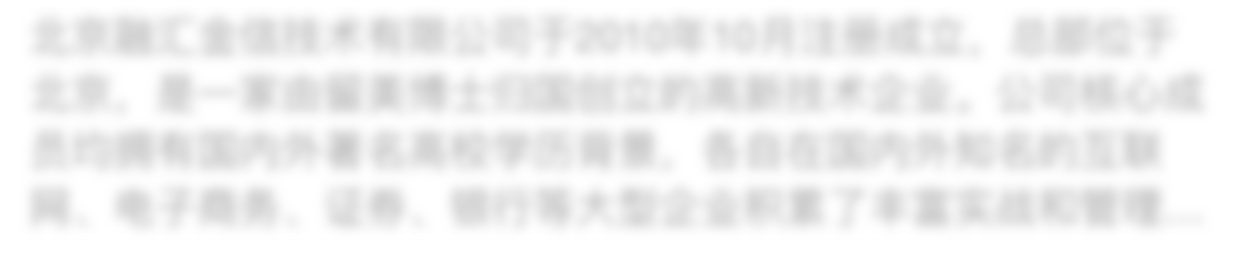 北京融汇金信技术有限公司于2010年10月注册成立，总部位于
北京，是一家由留美博士归国创立的高新技术企业。公司核心成
员均拥有国内外著名高校学历背景，各自在国内外知名的互联
网、电子商务、证券、银行等大型企业积累了丰富实战和管理...